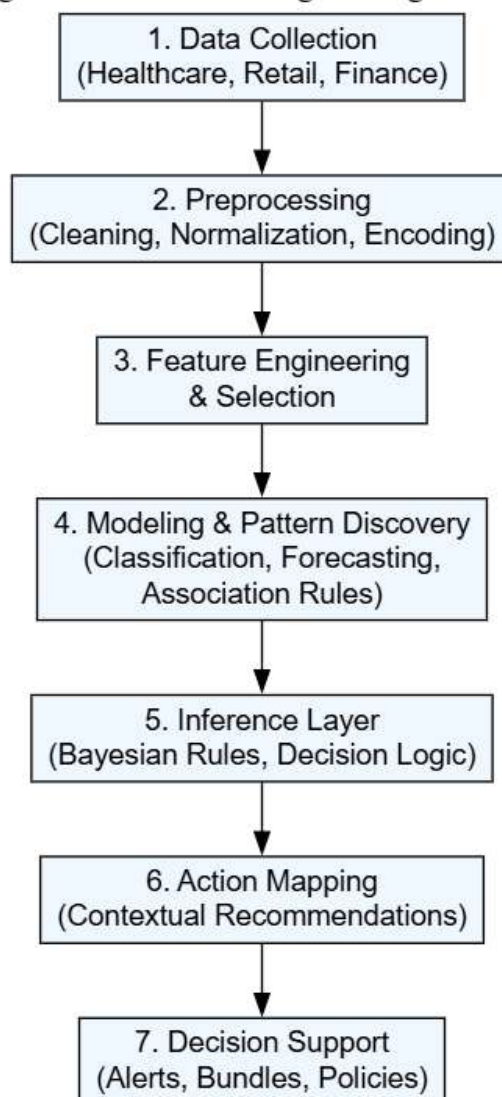 1. Data Collection
(Healthcare, Retail, Finance)
2. Preprocessing
(Cleaning, Normalization, Encoding)
3. Feature Engineering
& Selection
4. Modeling & Pattern Discovery
(Classification, Forecasting,
Association Rules)
5. Inference Layer
(Bayesian Rules, Decision Logic)
6. Action Mapping
(Contextual Recommendations)
7. Decision Support
(Alerts, Bundles, Policies)